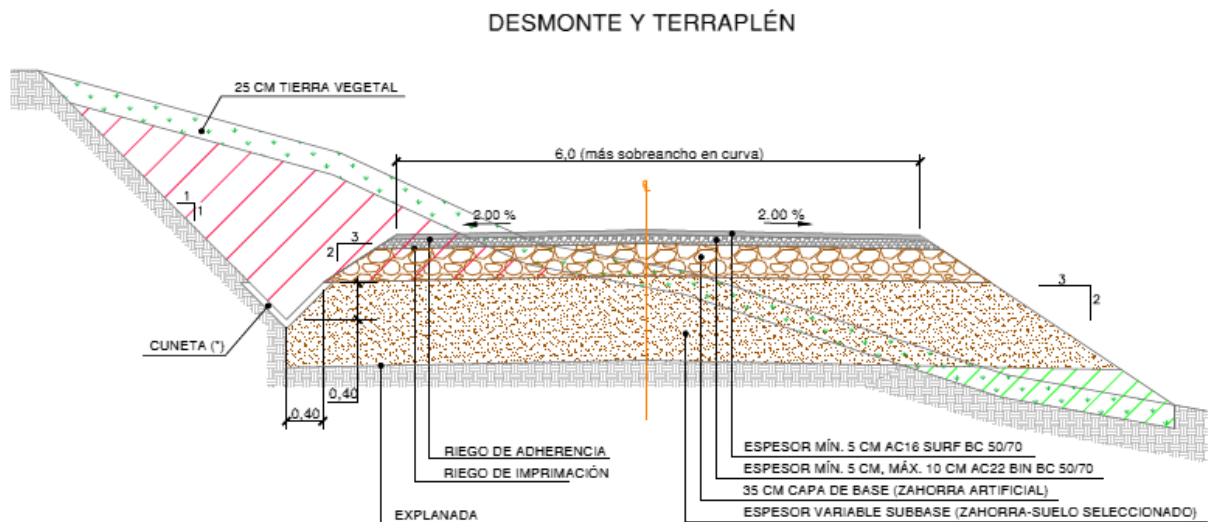 DESMONTE Y TERRAPLÉN
25 CM TIERRA VEGETAL
6,0 (más sobreancho en curva)
℄
2.00 %
2.00 %
1
1
3
2
3
2
CUNETA (*)
0,40
0,40
RIEGO DE ADHERENCIA
RIEGO DE IMPRIMACIÓN
EXPLANADA
ESPESOR MÍN. 5 CM AC16 SURF BC 50/70
ESPESOR MÍN. 5 CM, MÁX. 10 CM AC22 BIN BC 50/70
35 CM CAPA DE BASE (ZAHORRA ARTIFICIAL)
ESPESOR VARIABLE SUBBASE (ZAHORRA-SUELO SELECCIONADO)